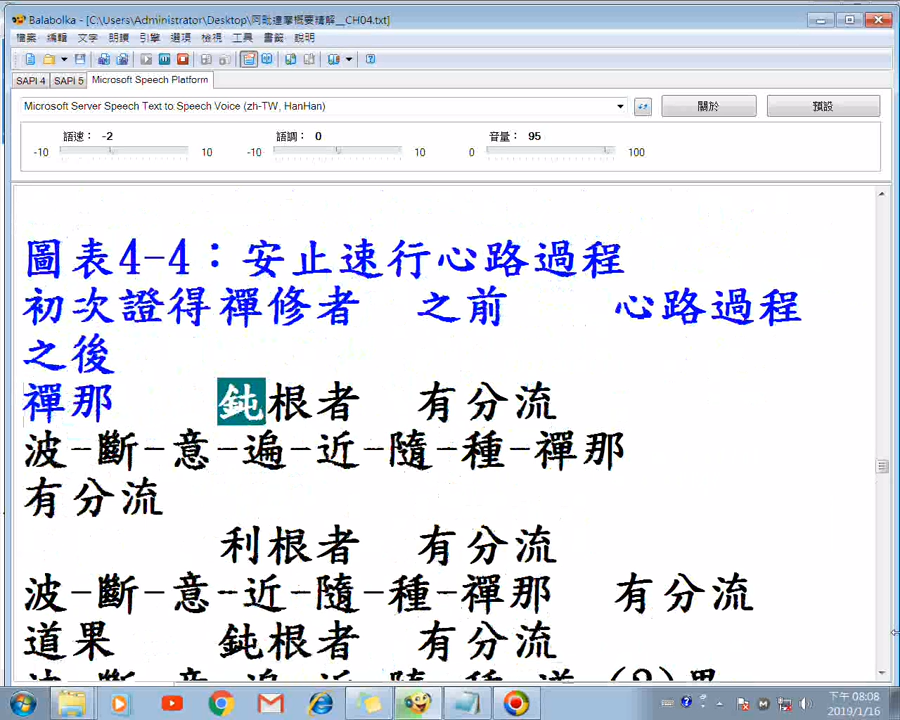 Balabolka - [C:\Users\Administrator\Desktop\阿毗達摩概要精解__CH04.txt]
檔案 編輯 文字 朗讀 引擎 選項 檢視 工具 書籤 說明
SAPI 4 SAPI 5 Microsoft Speech Platform
Microsoft Server Speech Text to Speech Voice (zh-TW, HanHan) 關於 預設
語速： -2 語調： 0 音量： 95
-10 10 -10 10 0 100
圖表4-4：安止速行心路過程
初次證得禪修者 之前 心路過程
之後
禪那 鈍根者 有分流
波-斷-意-遍-近-隨-種-禪那
有分流
利根者 有分流
波-斷-意-近-隨-種-禪那 有分流
道果 鈍根者 有分流
下午 08:08
2019/1/16